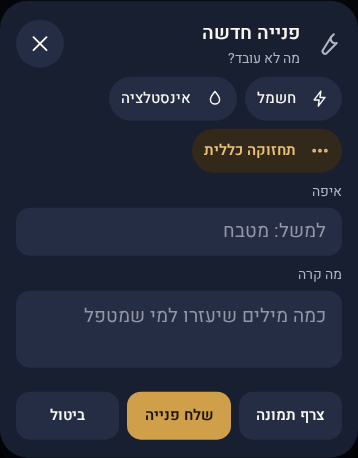 פנייה חדשה
מה לא עובד?
חשמל
אינסטלציה
תחזוקה כללית
איפה
למשל: מטבח
מה קרה
כמה מילים שיעזרו למי שמטפל
צרף תמונה
שלח פנייה
ביטול